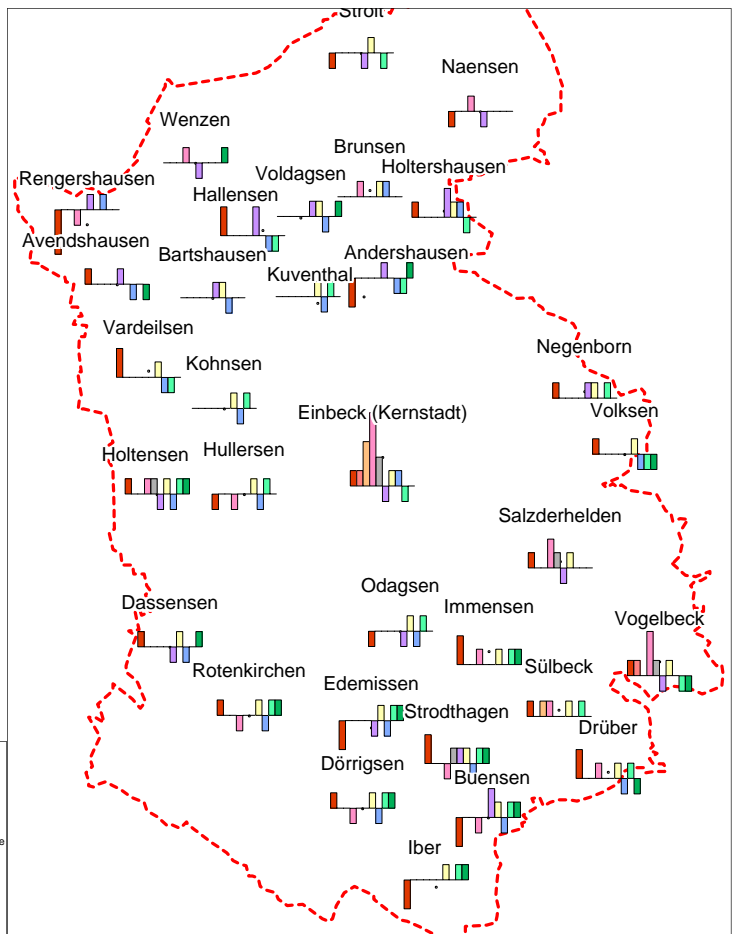 Stroit
Naensen
Wenzen
Brunsen
Holtershausen
Voldagsen
Rengershausen
Hallensen
Avendshausen
Andershausen
Bartshausen
Kuventhal
Vardeilsen
Kohnsen
Negenborn
Volksen
Einbeck (Kernstadt)
Holtensen
Hullersen
Salzderhelden
Dassensen
Odagsen
Immensen
Vogelbeck
Rotenkirchen
Sülbeck
Edemissen
Strodthagen
Drüber
Dörrigsen
Buensen
Iber
e